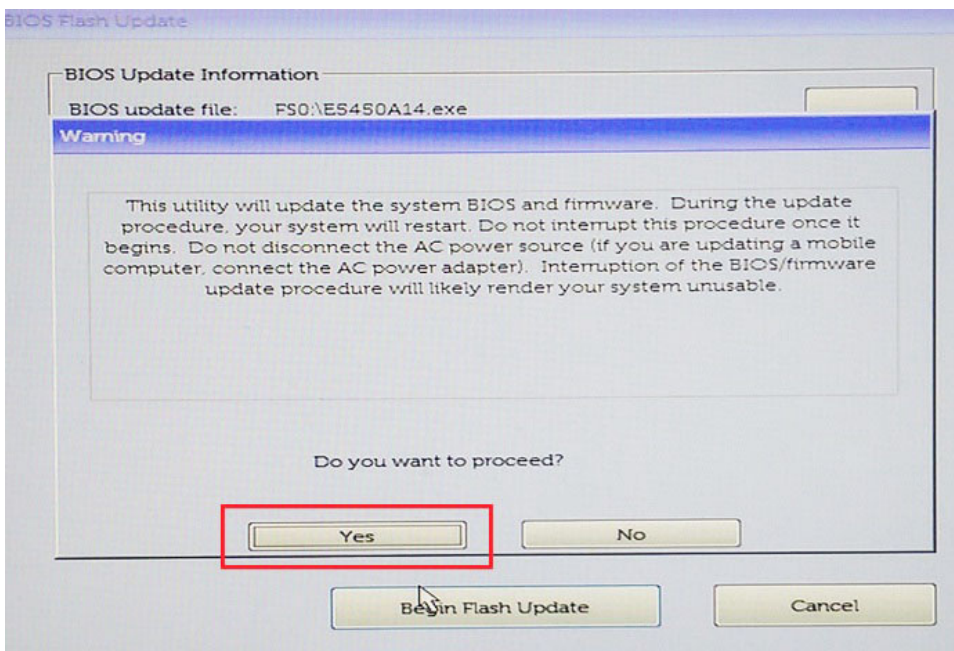 BIOS Flash Update
BIOS Update Information
BIOS update file: FS0:\E5450A14.exe
Warning
This utility will update the system BIOS and firmware. During the update
procedure, your system will restart. Do not interrupt this procedure once it
begins. Do not disconnect the AC power source (if you are updating a mobile
computer, connect the AC power adapter). Interruption of the BIOS/firmware
update procedure will likely render your system unusable.
Do you want to proceed?
Yes No
Begin Flash Update Cancel